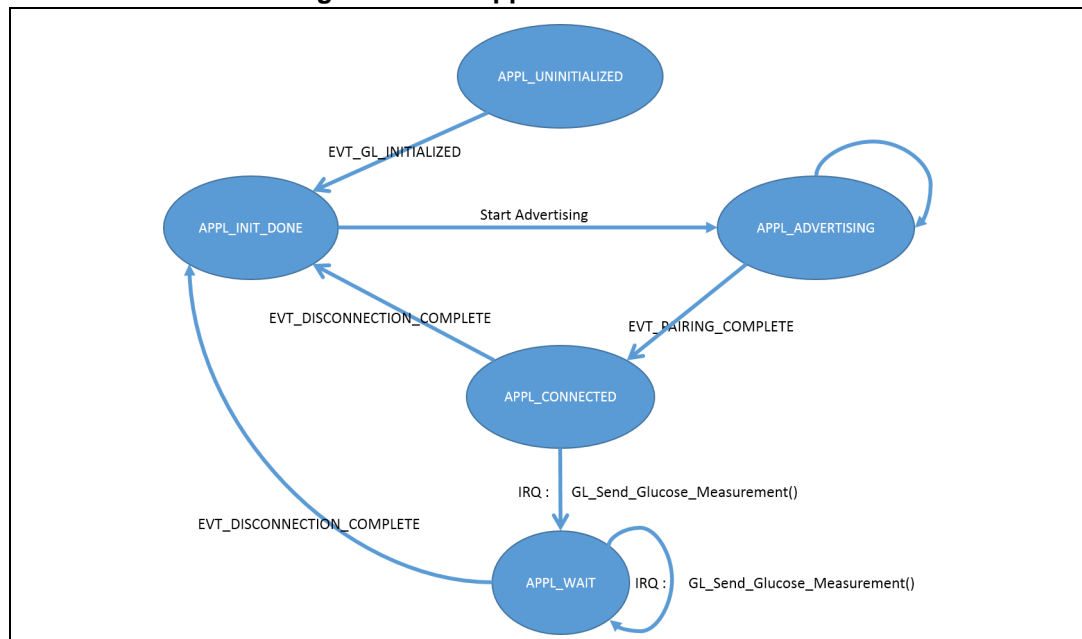 APPL_UNINITIALIZED
EVT_GL_INITIALIZED
APPL_INIT_DONE
Start Advertising
APPL_ADVERTISING
EVT_DISCONNECTION_COMPLETE
EVT_PAIRING_COMPLETE
APPL_CONNECTED
IRQ : GL_Send_Glucose_Measurement()
EVT_DISCONNECTION_COMPLETE
APPL_WAIT
IRQ : GL_Send_Glucose_Measurement()